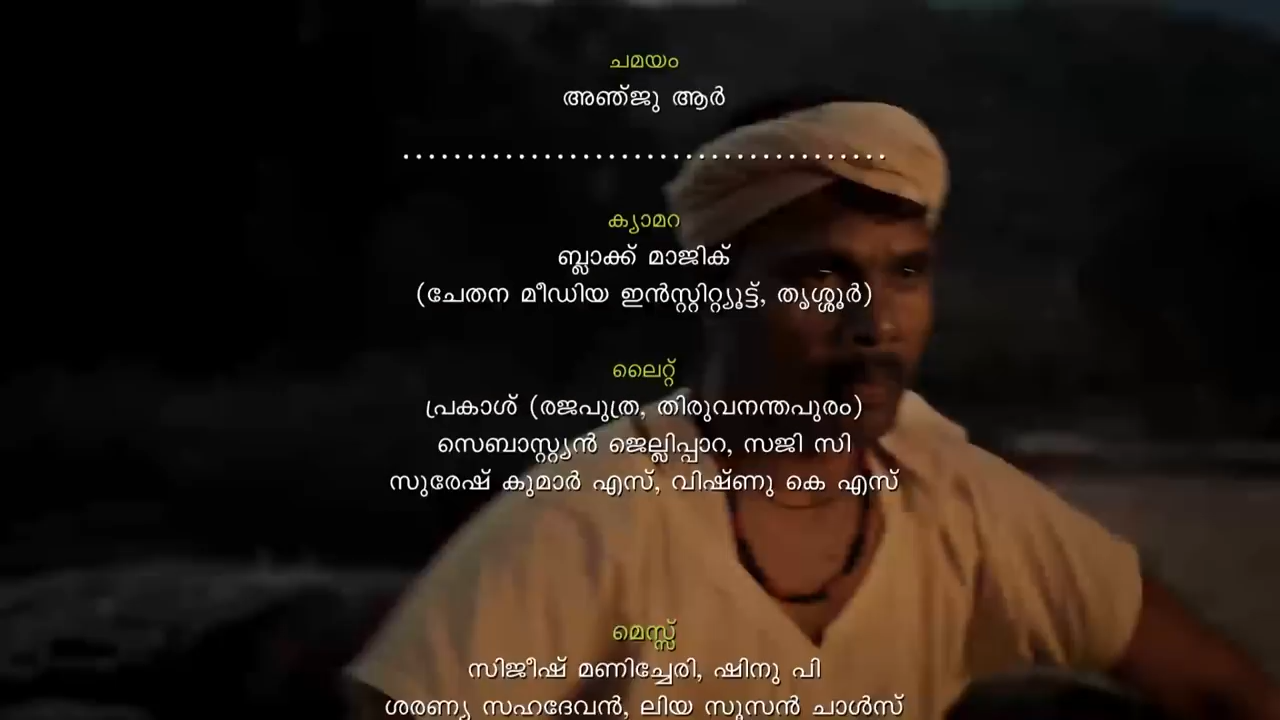 ചമയം
അഞ്ജു ആർ
......................................
ക്യാമറ
ബ്ലാക്ക് മാജിക്
(ചേതന മീഡിയ ഇൻസ്റ്റിറ്റ്യൂട്ട്, തൃശ്ശൂർ)
ലൈറ്റ്
പ്രകാശ് (രജപുത്ര, തിരുവനന്തപുരം)
സെബാസ്റ്റ്യൻ ജെല്ലിപ്പാറ, സജി സി
സുരേഷ് കുമാർ എസ്, വിഷ്ണു കെ എസ്
മെസ്സ്
സിജീഷ് മണിച്ചേരി, ഷിനു പി
ശരണ്യ സഹദേവൻ, ലിയ സൂസൻ ചാൾസ്